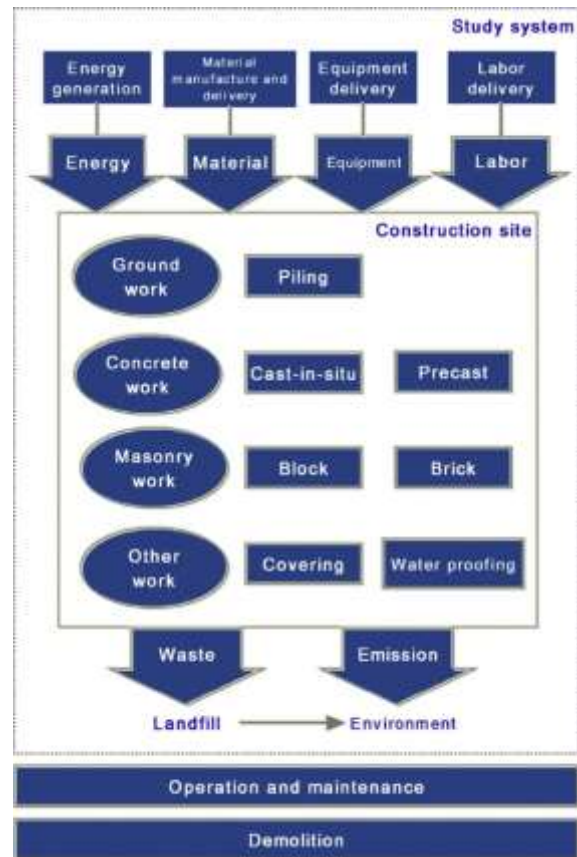 Study system
Energy
generation
Material
manufacture and
delivery
Equipment
delivery
Labor
delivery
Energy
Material
Equipment
Labor
Construction site
Ground
work
Piling
Concrete
work
Cast-in-situ
Precast
Masonry
work
Block
Brick
Other
work
Covering
Water proofing
Waste
Emission
Landfill
Environment
Operation and maintenance
Demolition